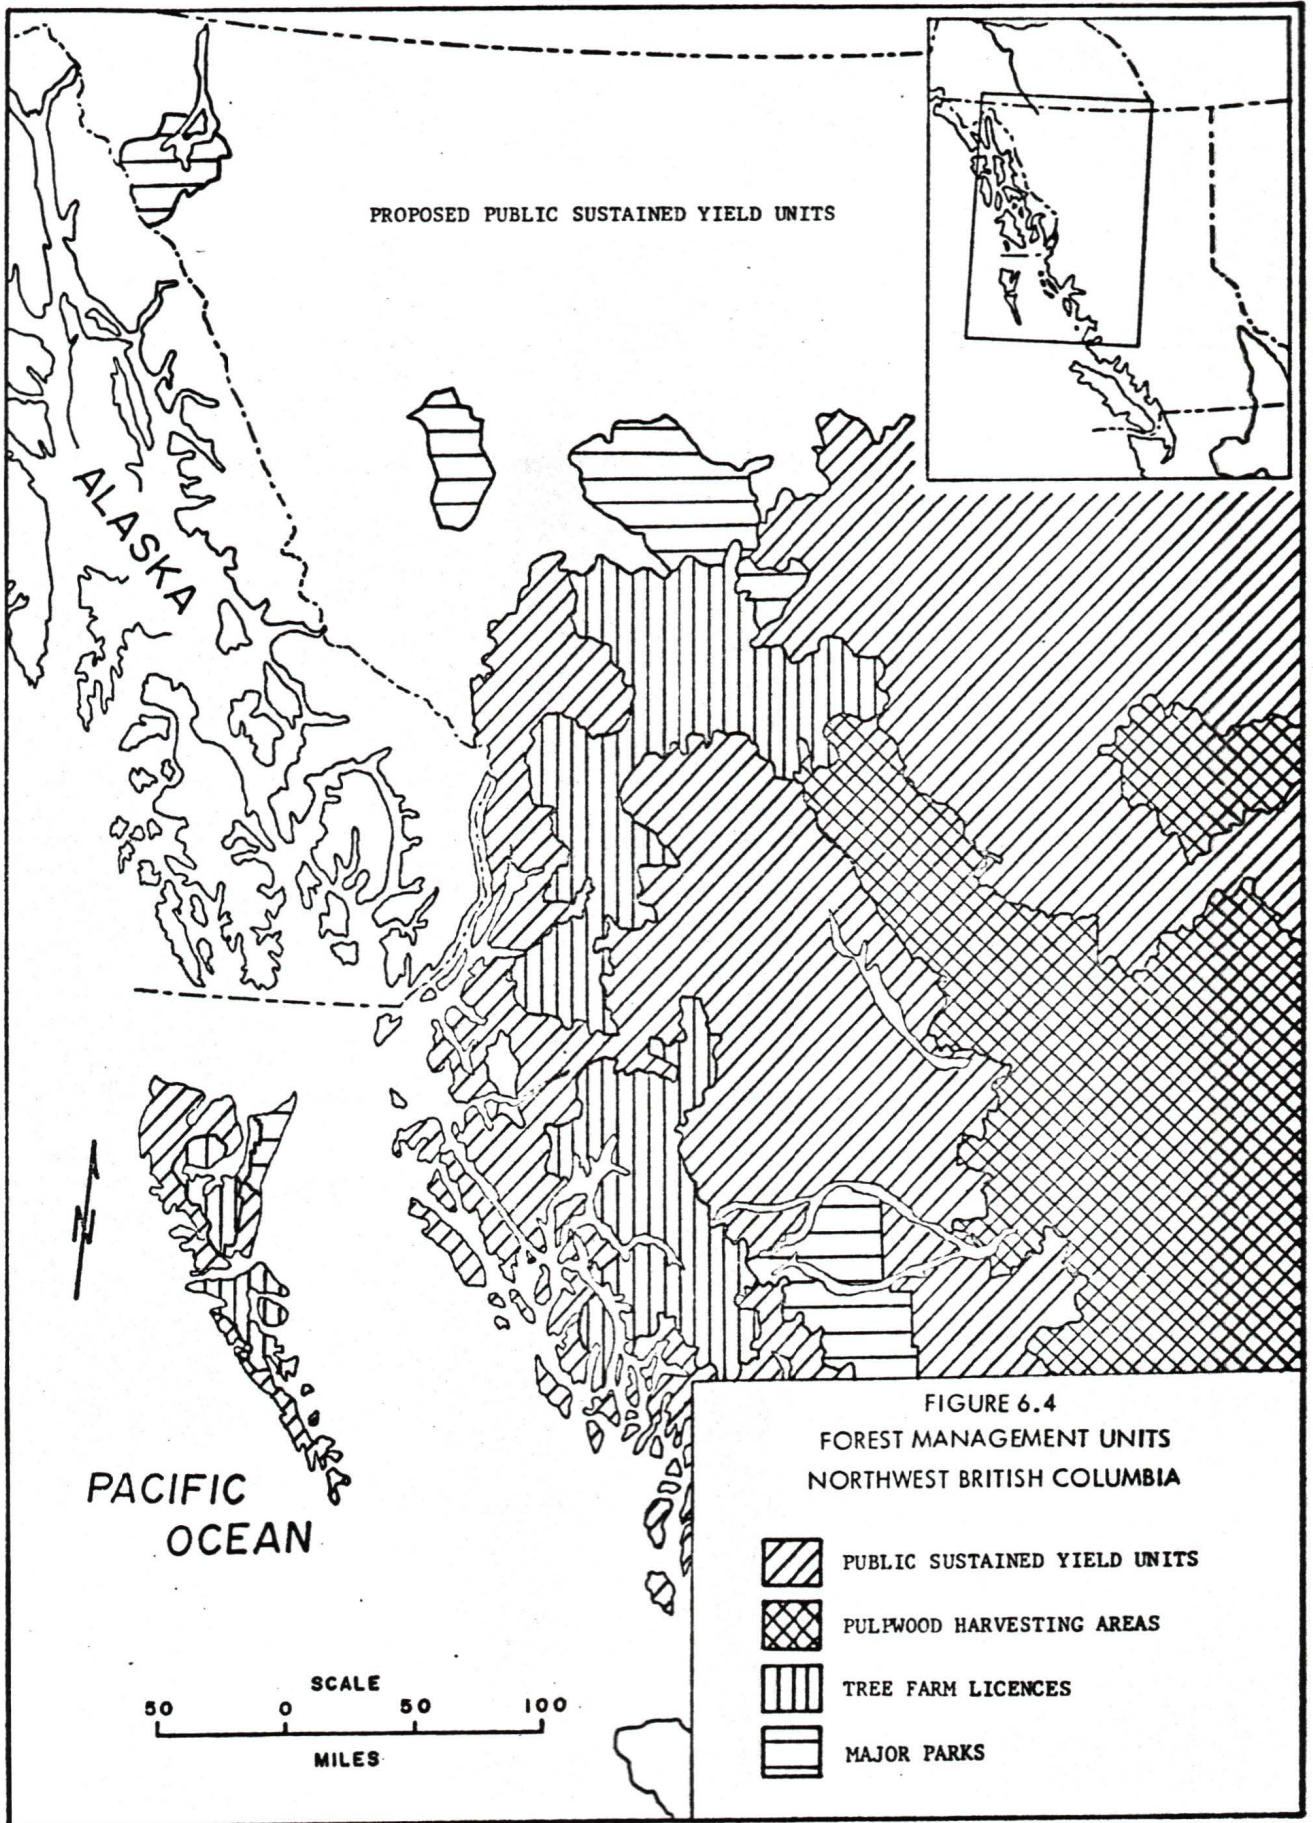 PROPOSED PUBLIC SUSTAINED YIELD UNITS
ALASKA
N
PACIFIC
OCEAN
SCALE
50 0 50 100
MILES
FIGURE 6.4
FOREST MANAGEMENT UNITS
NORTHWEST BRITISH COLUMBIA
PUBLIC SUSTAINED YIELD UNITS
PULPWOOD HARVESTING AREAS
TREE FARM LICENCES
MAJOR PARKS